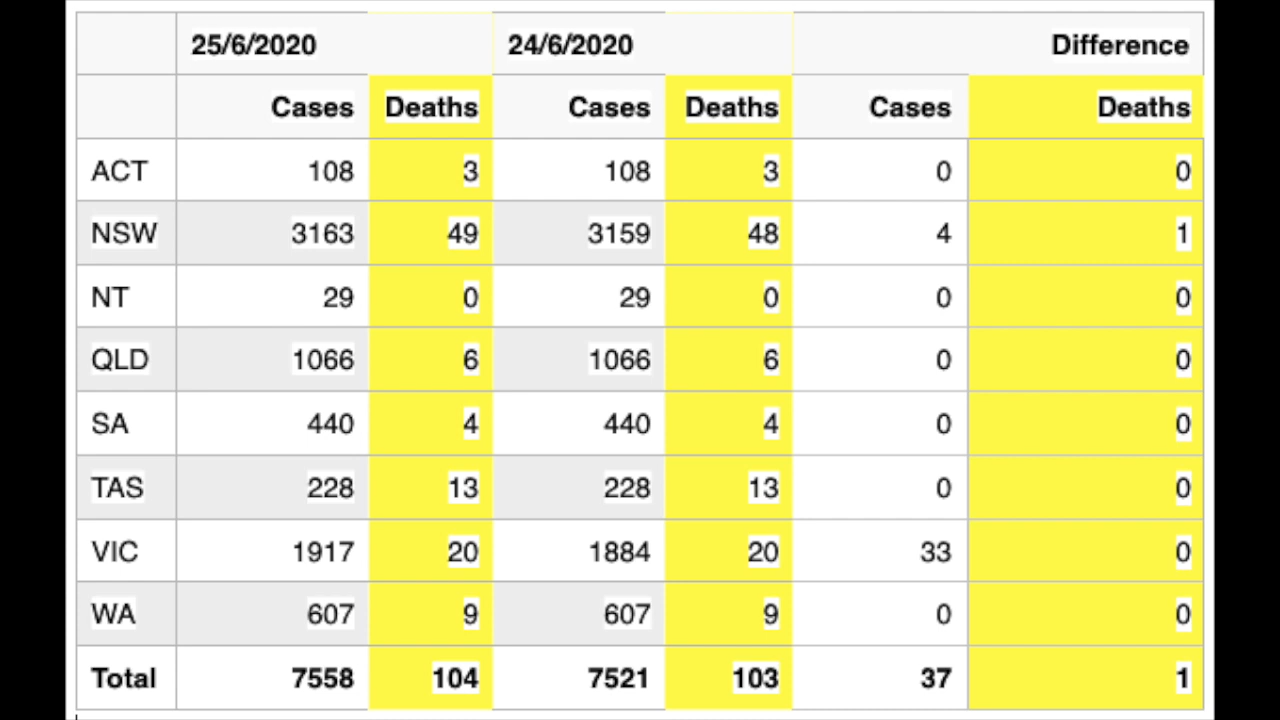 25/6/2020 24/6/2020 Difference
Cases Deaths Cases Deaths Cases Deaths
ACT 108 3 108 3 0 0
NSW 3163 49 3159 48 4 1
NT 29 0 29 0 0 0
QLD 1066 6 1066 6 0 0
SA 440 4 440 4 0 0
TAS 228 13 228 13 0 0
VIC 1917 20 1884 20 33 0
WA 607 9 607 9 0 0
Total 7558 104 7521 103 37 1